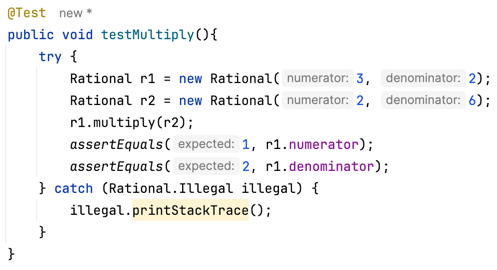 @Test new *
public void testMultiply(){
try {
Rational r1 = new Rational( numerator: 3, denominator: 2);
Rational r2 = new Rational( numerator: 2, denominator: 6);
r1.multiply(r2);
assertEquals( expected: 1, r1.numerator);
assertEquals( expected: 2, r1.denominator);
} catch (Rational.Illegal illegal) {
illegal.printStackTrace();
}
}